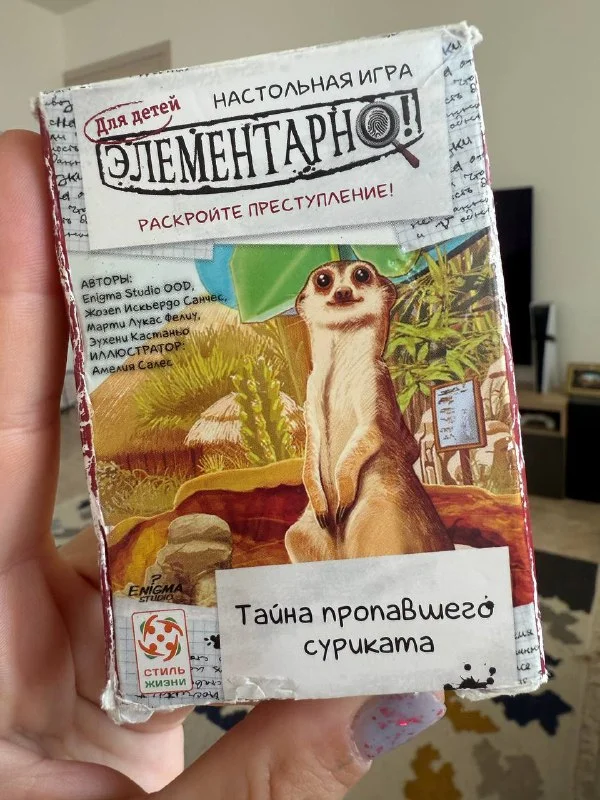 Для детей
НАСТОЛЬНАЯ ИГРА
ЭЛЕМЕНТАРНО!
РАСКРОЙТЕ ПРЕСТУПЛЕНИЕ!
АВТОРЫ:
Enigma Studio OOD,
Жозеп Искьердо Санчес,
Марти Лукас Фелиу,
Эухени Кастаньо
ИЛЛЮСТРАТОР:
Амелия Салес
ENIGMA
STUDIO
СТИЛЬ
ЖИЗНИ
Тайна пропавшего
суриката